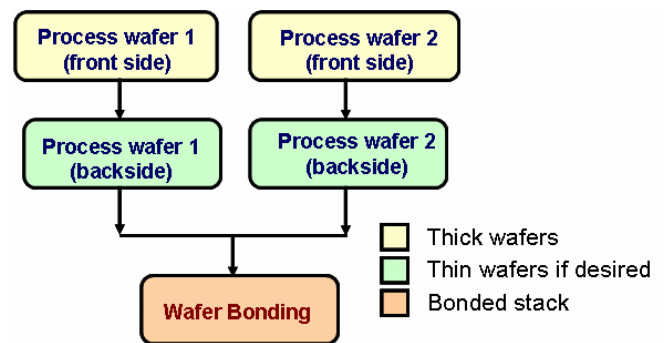 Process wafer 1
(front side)
Process wafer 2
(front side)
Process wafer 1
(backside)
Process wafer 2
(backside)
Wafer Bonding
Thick wafers
Thin wafers if desired
Bonded stack